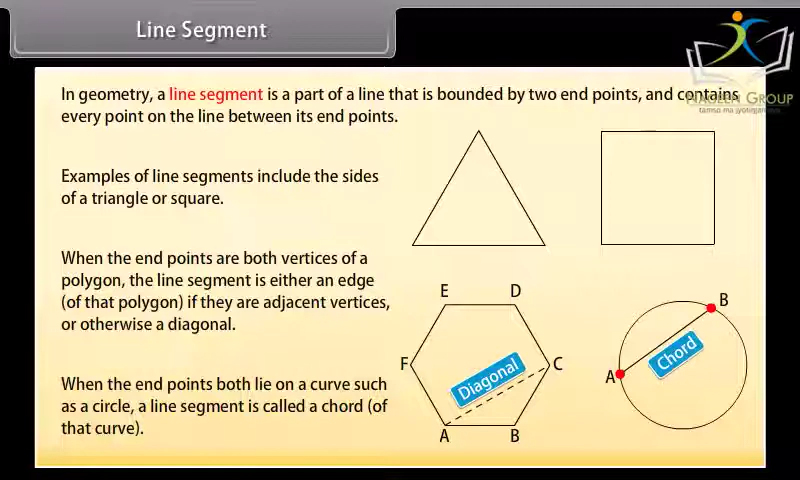 Line Segment
In geometry, a line segment is a part of a line that is bounded by two end points, and contains
every point on the line between its end points.
Examples of line segments include the sides
of a triangle or square.
When the end points are both vertices of a
polygon, the line segment is either an edge
(of that polygon) if they are adjacent vertices,
or otherwise a diagonal.
When the end points both lie on a curve such
as a circle, a line segment is called a chord (of
that curve).
E D
F C
A B
Diagonal
B
A
Chord
Group